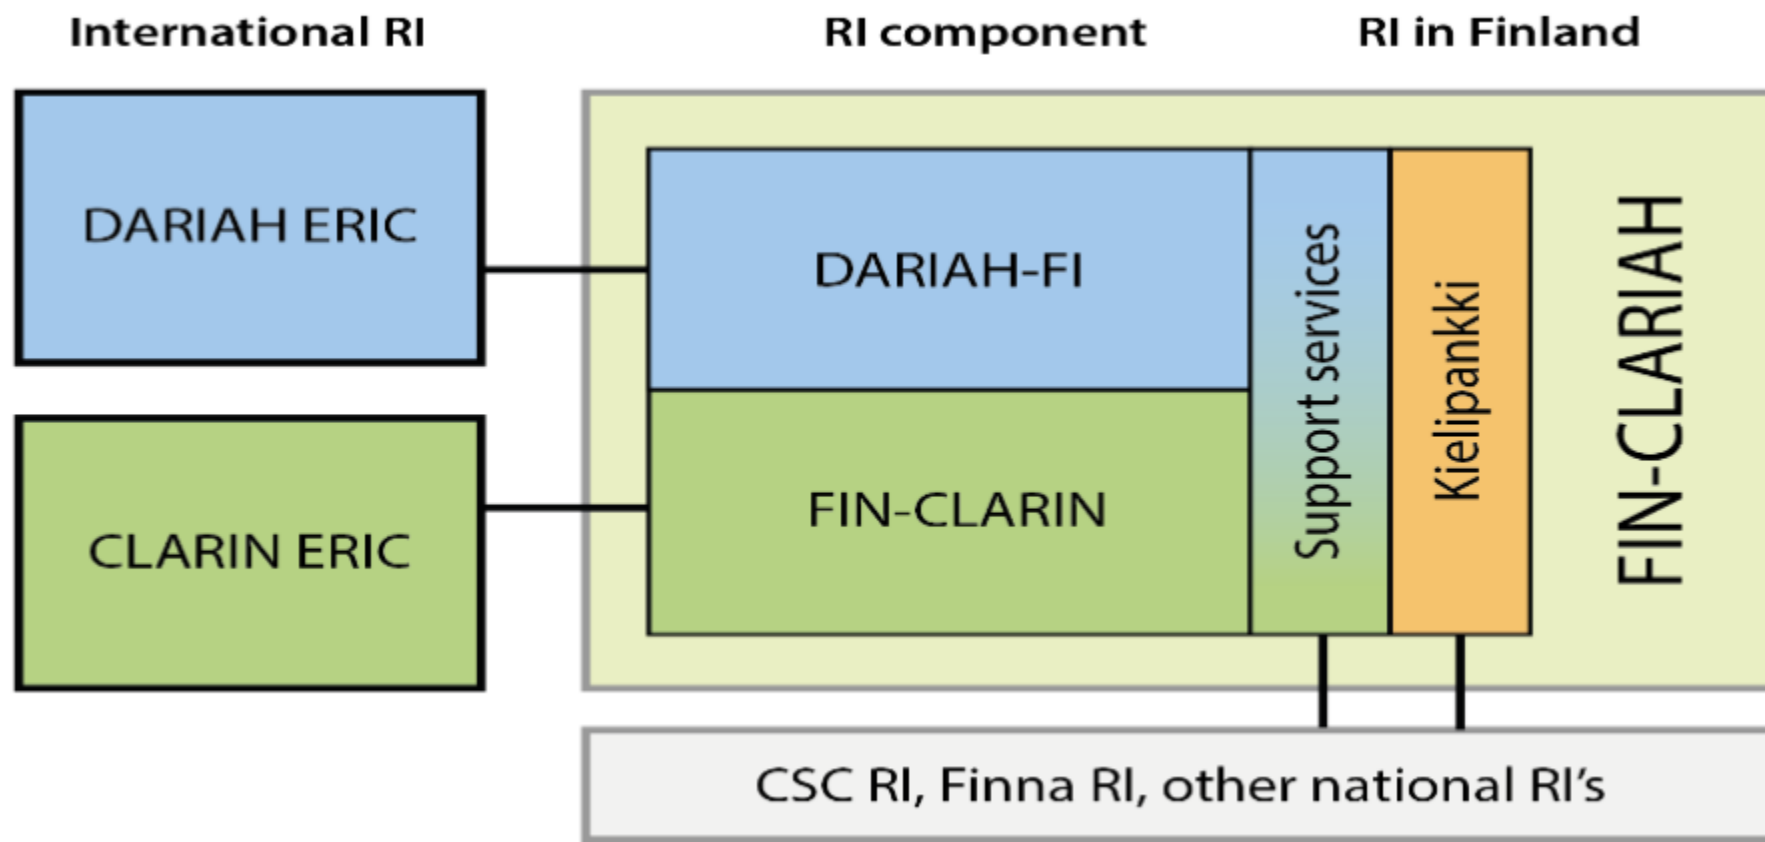 International RI
RI component
RI in Finland
DARIAH ERIC
DARIAH-FI
Support services
Kielipankki
FIN-CLARIAH
CLARIN ERIC
FIN-CLARIN
CSC RI, Finna RI, other national RI's